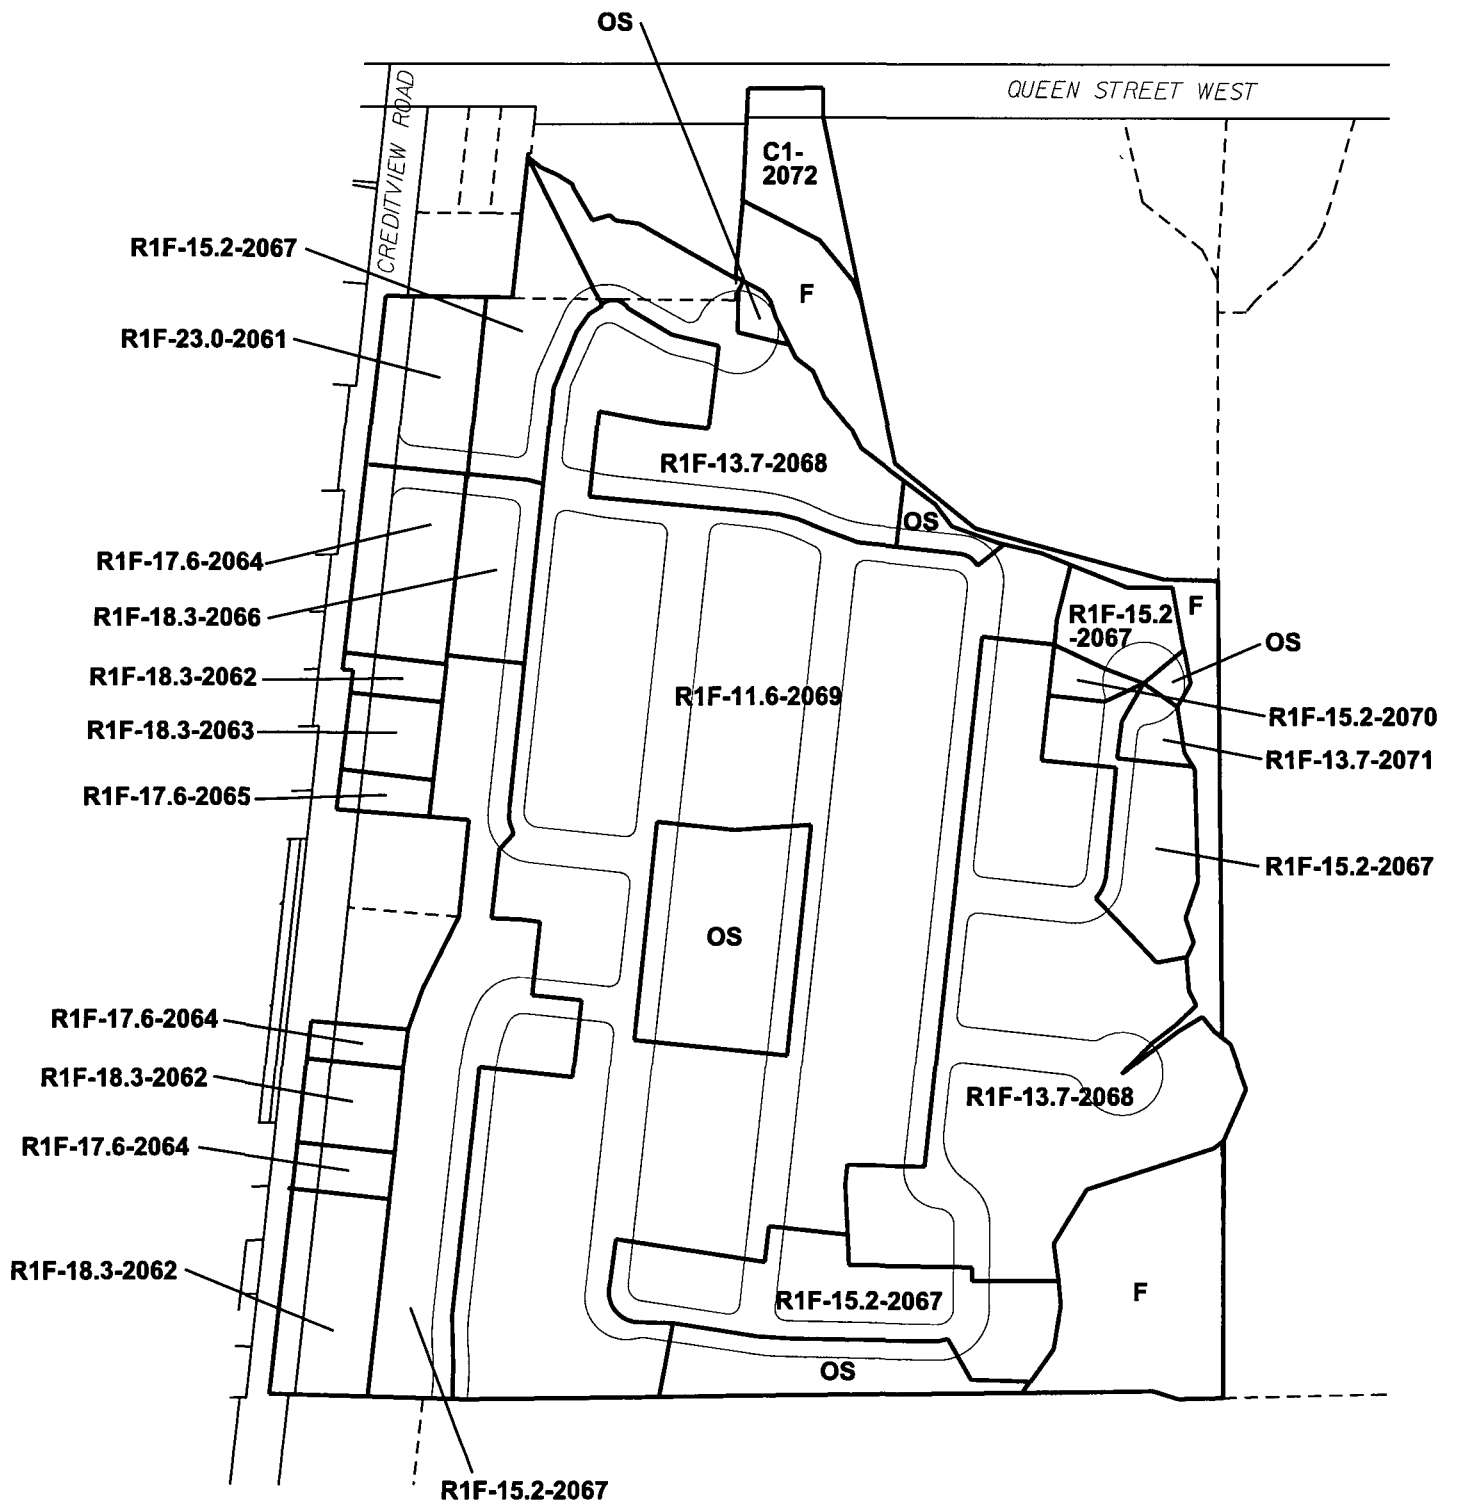 OS
QUEEN STREET WEST
CREDITVIEW ROAD
C1-
2072
R1F-15.2-2067
F
R1F-23.0-2061
R1F-13.7-2068
OS
R1F-17.6-2064
R1F-18.3-2066
R1F-15.2
-2067
F
OS
R1F-18.3-2062
R1F-11.6-2069
R1F-15.2-2070
R1F-18.3-2063
R1F-13.7-2071
R1F-17.6-2065
R1F-15.2-2067
OS
R1F-17.6-2064
R1F-18.3-2062
R1F-13.7-2068
R1F-17.6-2064
R1F-18.3-2062
R1F-15.2-2067
F
OS
R1F-15.2-2067